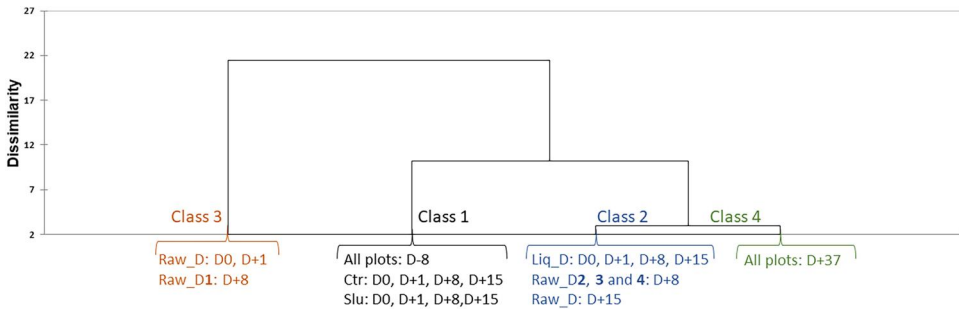 27
22
17
12
7
2
Dissimilarity
Class 3
Class 1
Class 2
Class 4
Raw_D: D0, D+1
Raw_D1: D+8
All plots: D-8
Ctr: D0, D+1, D+8, D+15
Slu: D0, D+1, D+8,D+15
Liq_D: D0, D+1, D+8, D+15
Raw_D2, 3 and 4: D+8
Raw_D: D+15
All plots: D+37